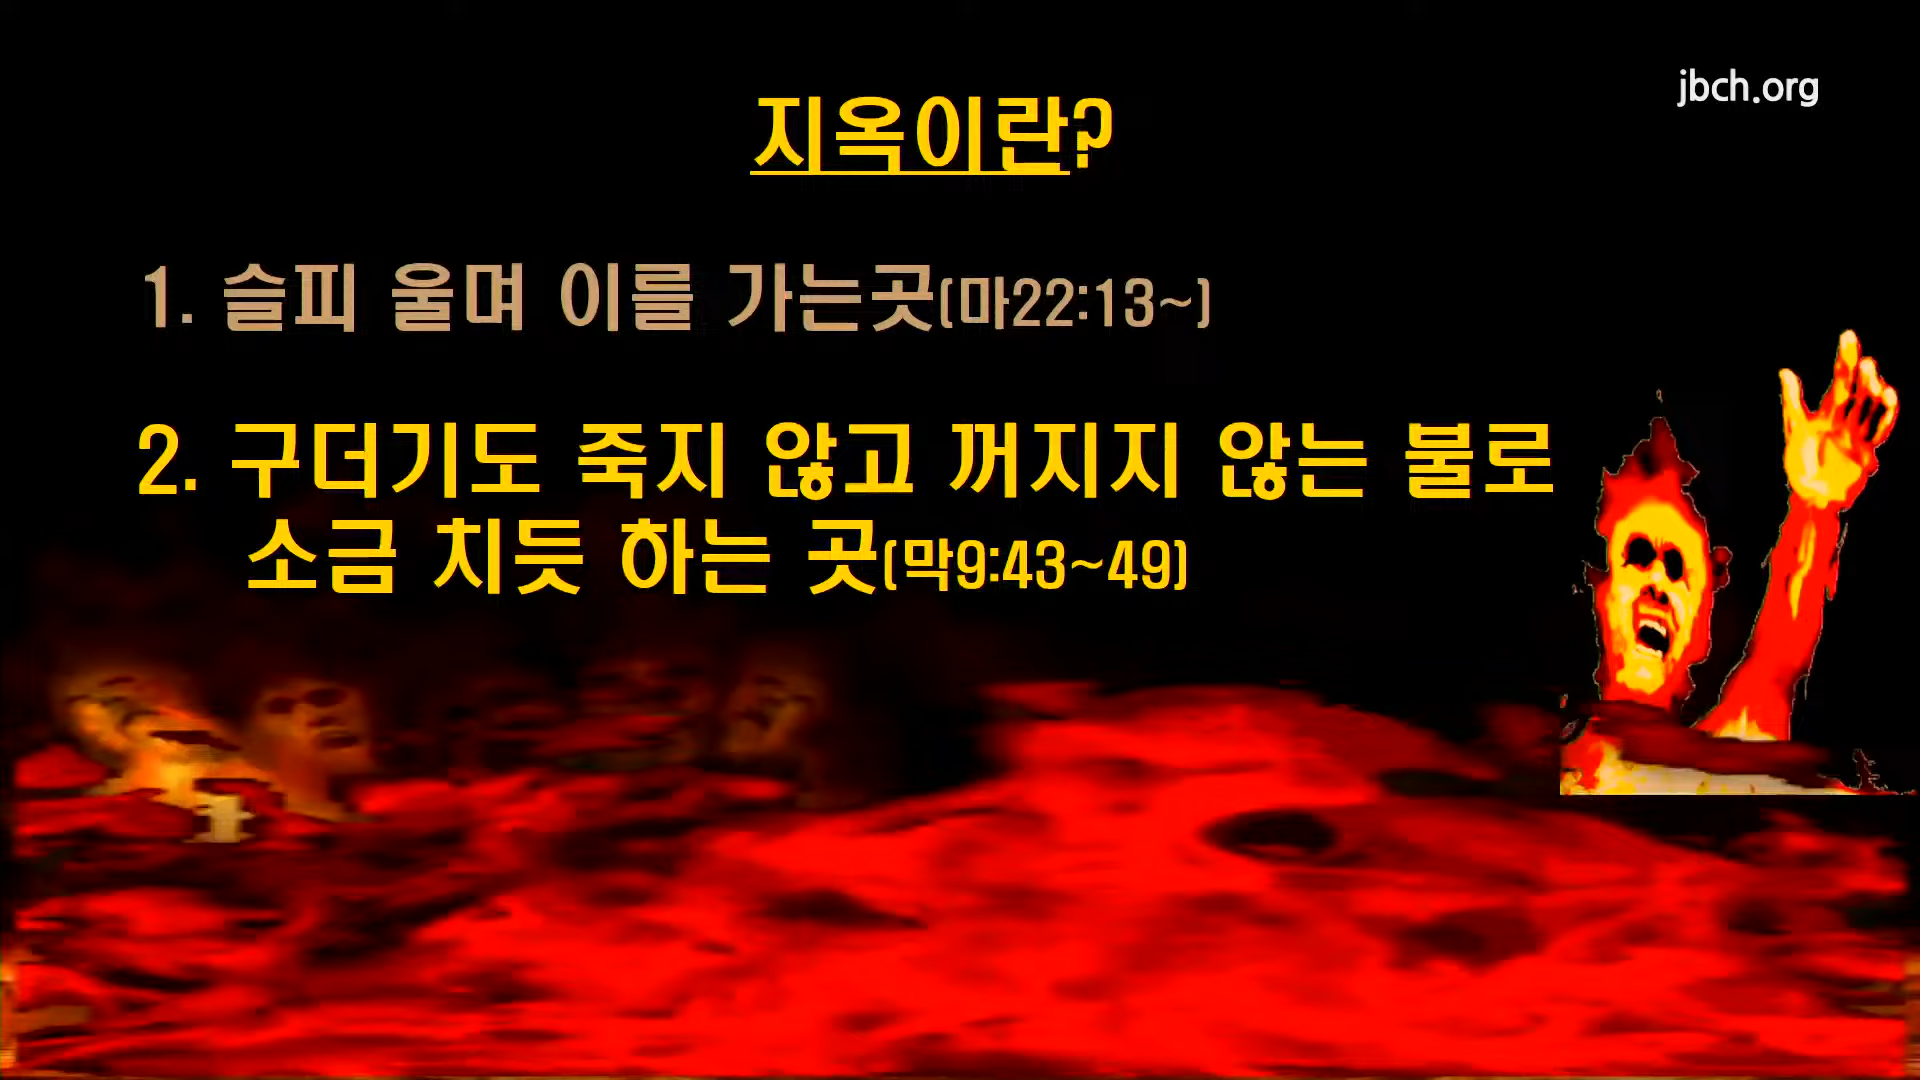 jbch.org
지옥이란?
1. 슬피 울며 이를 가는곳(마22:13~)
2. 구더기도 죽지 않고 꺼지지 않는 불로
소금 치듯 하는 곳(막9:43~49)